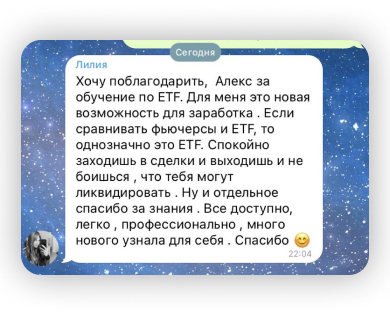 Сегодня
Лилия
Хочу поблагодарить,  Алекс за
обучение по ETF. Для меня это новая
возможность для заработка . Если
сравнивать фьючерсы и ETF, то
однозначно это ETF. Спокойно
заходишь в сделки и выходишь и не
боишься , что тебя могут
ликвидировать . Ну и отдельное
спасибо за знания . Все доступно,
легко , профессионально , много
нового узнала для себя . Спасибо 😊
22:04